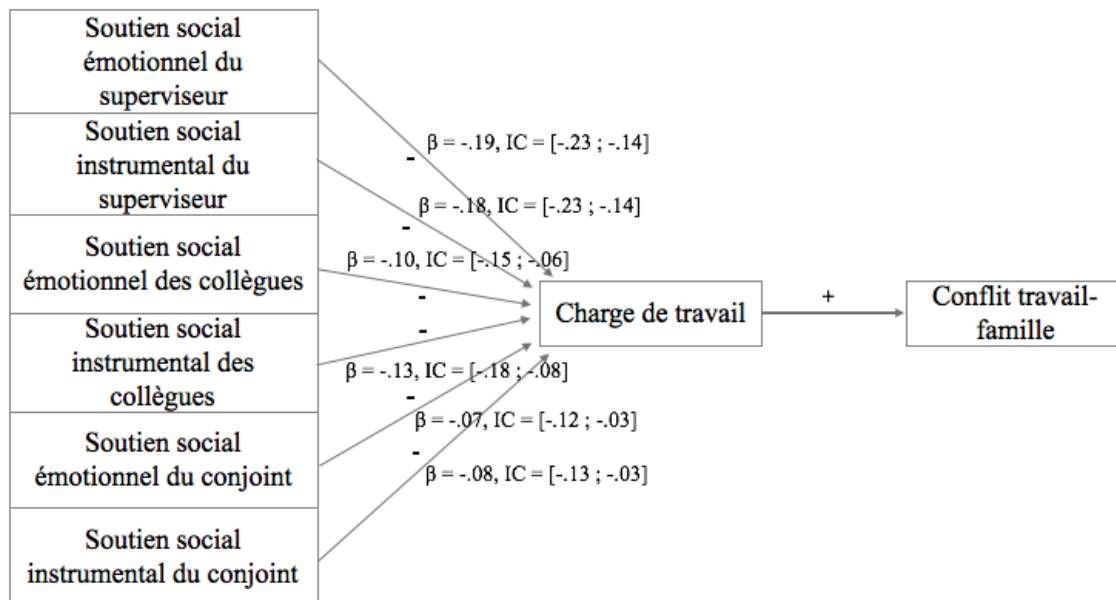 Soutien social
émotionnel du
superviseur
Soutien social
instrumental du
superviseur
Soutien social
émotionnel des collègues
Soutien social
instrumental des
collègues
Soutien social
émotionnel du conjoint
Soutien social
instrumental du conjoint
-
β = -.19, IC = [-.23 ; -.14]
-
β = -.18, IC = [-.23 ; -.14]
-
β = -.10, IC = [-.15 ; -.06]
-
β = -.13, IC = [-.18 ; -.08]
-
β = -.07, IC = [-.12 ; -.03]
-
β = -.08, IC = [-.13 ; -.03]
Charge de travail
+
Conflit travail-
famille